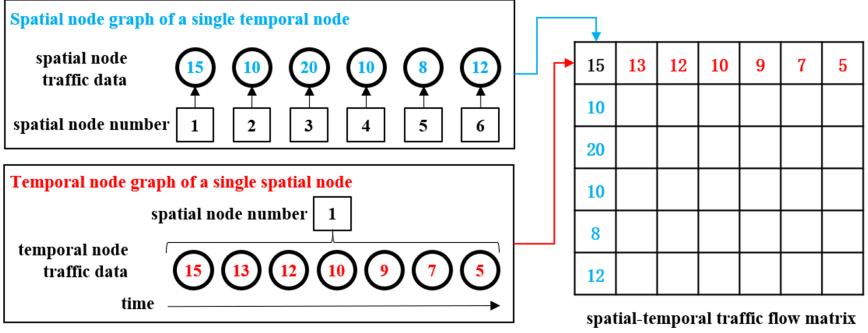 Spatial node graph of a single temporal node
spatial node
traffic data
15 10 20 10 8 12
spatial node number 1 2 3 4 5 6
Temporal node graph of a single spatial node
spatial node number 1
temporal node
traffic data
15 13 12 10 9 7 5
time
15 13 12 10 9 7 5
10
20
10
8
12
spatial-temporal traffic flow matrix